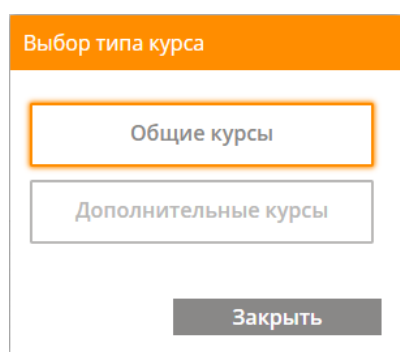 Выбор типа курса
Общие курсы
Дополнительные курсы
Закрыть